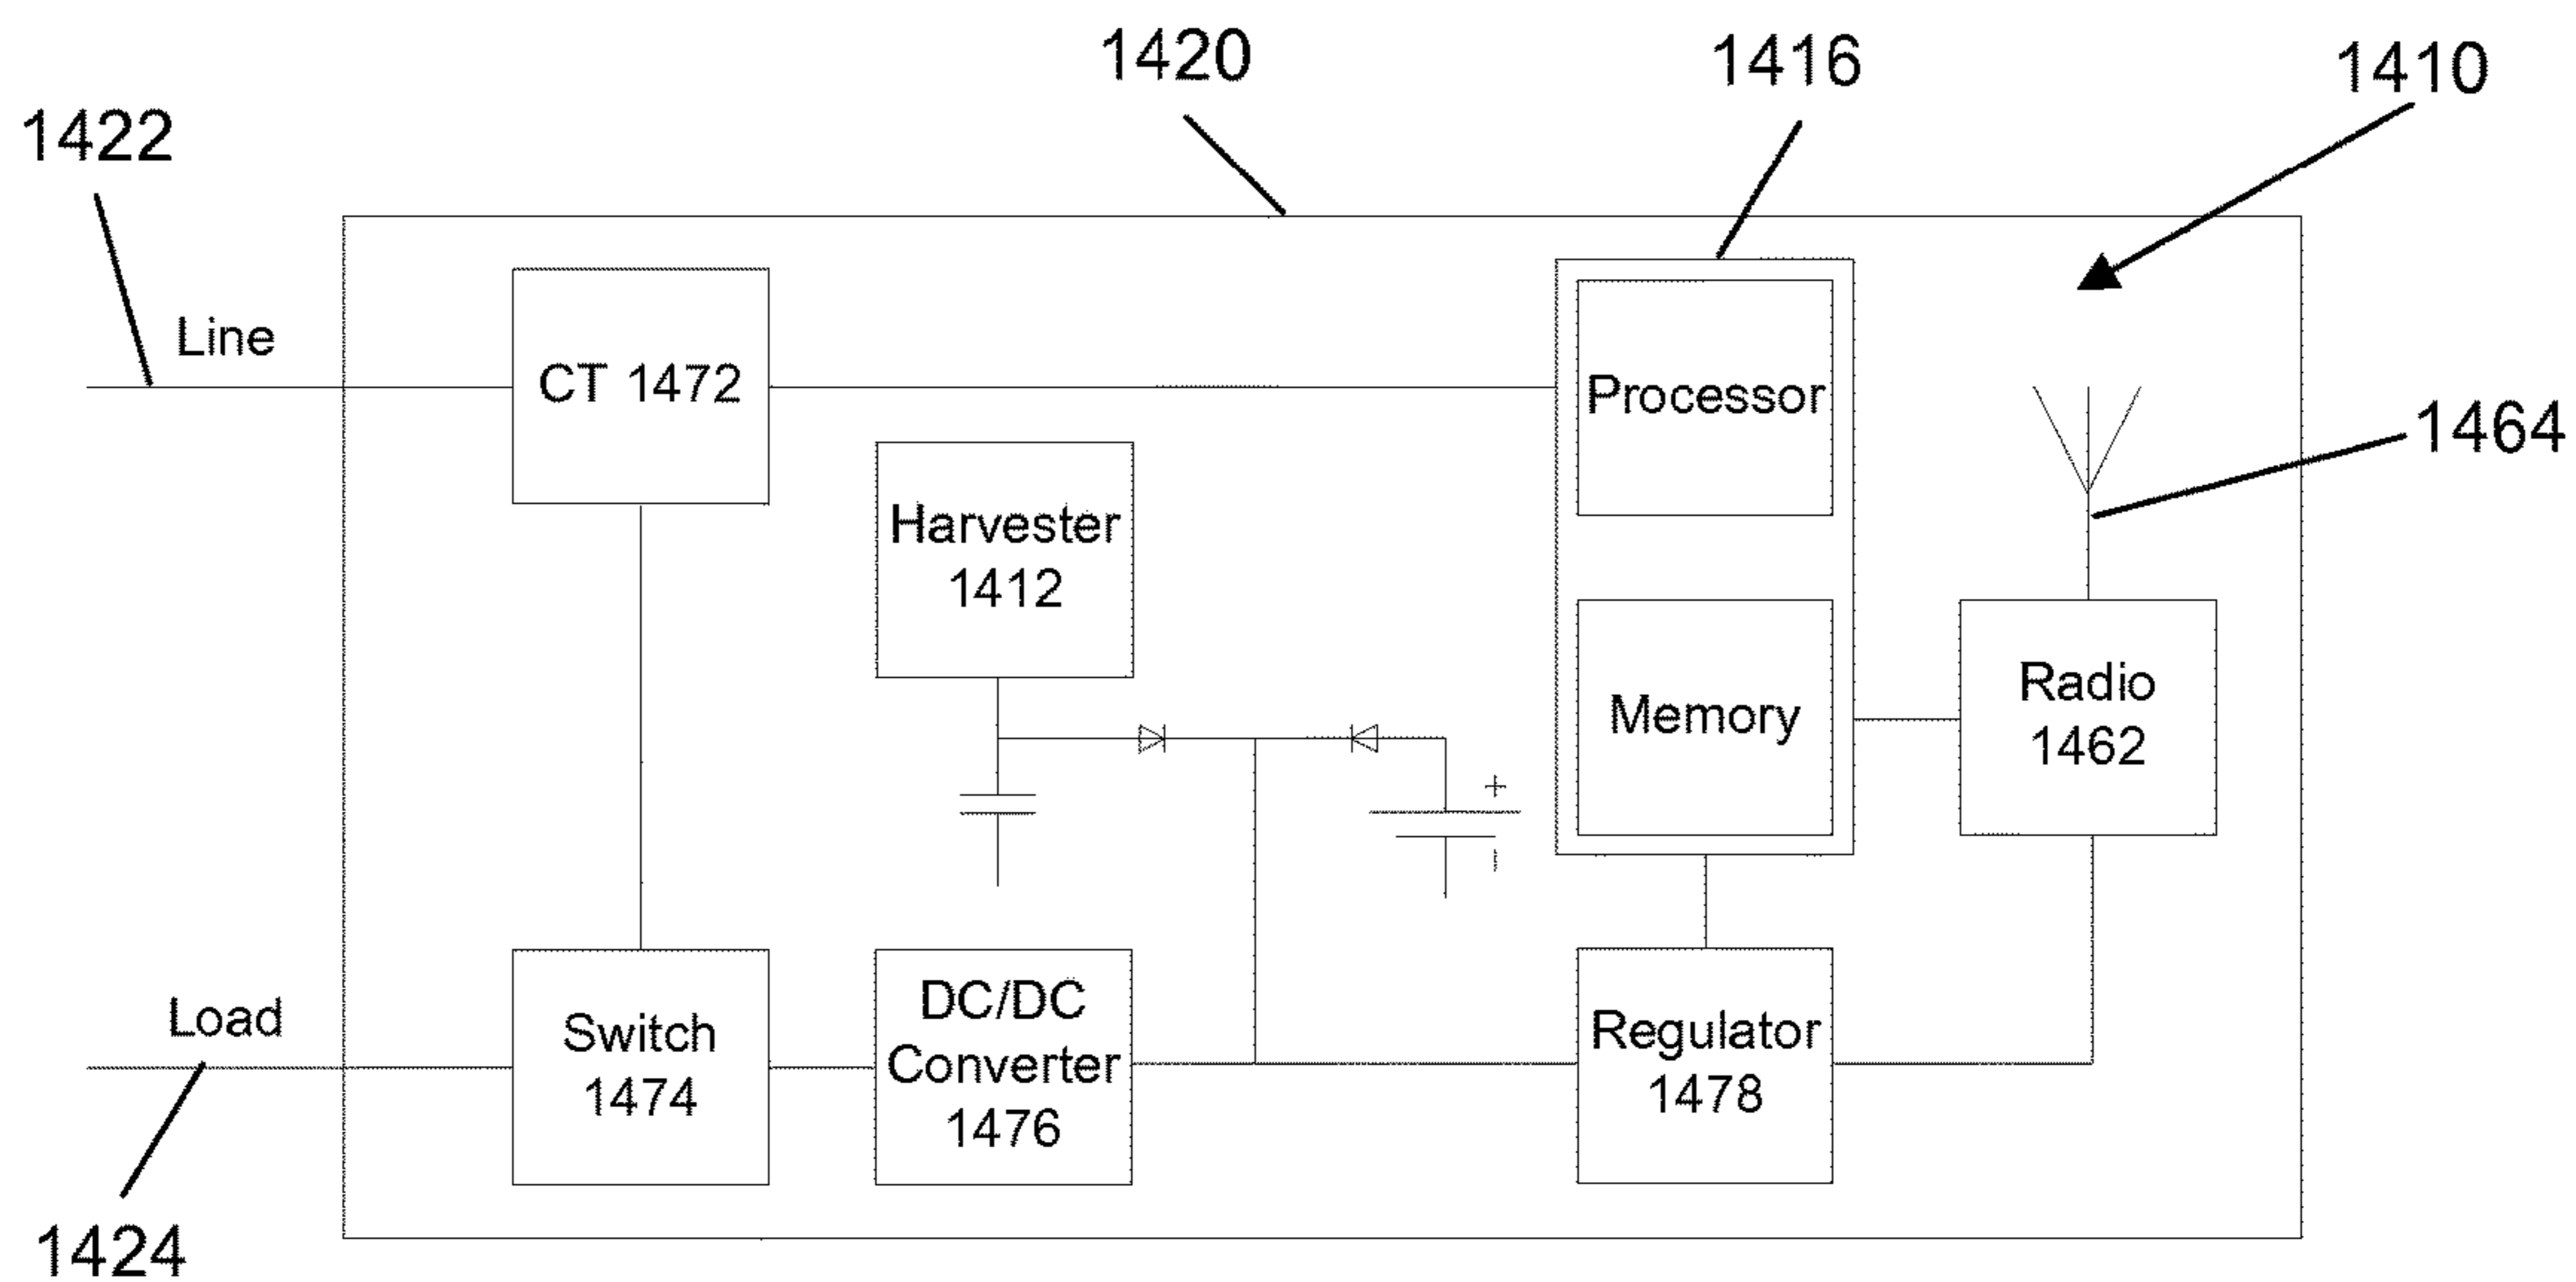 1420
1416
1410
1422
Line
CT 1472
Processor
1464
Harvester
1412
Memory
Radio
1462
+
-
Load
Switch
1474
DC/DC
Converter
1476
Regulator
1478
1424